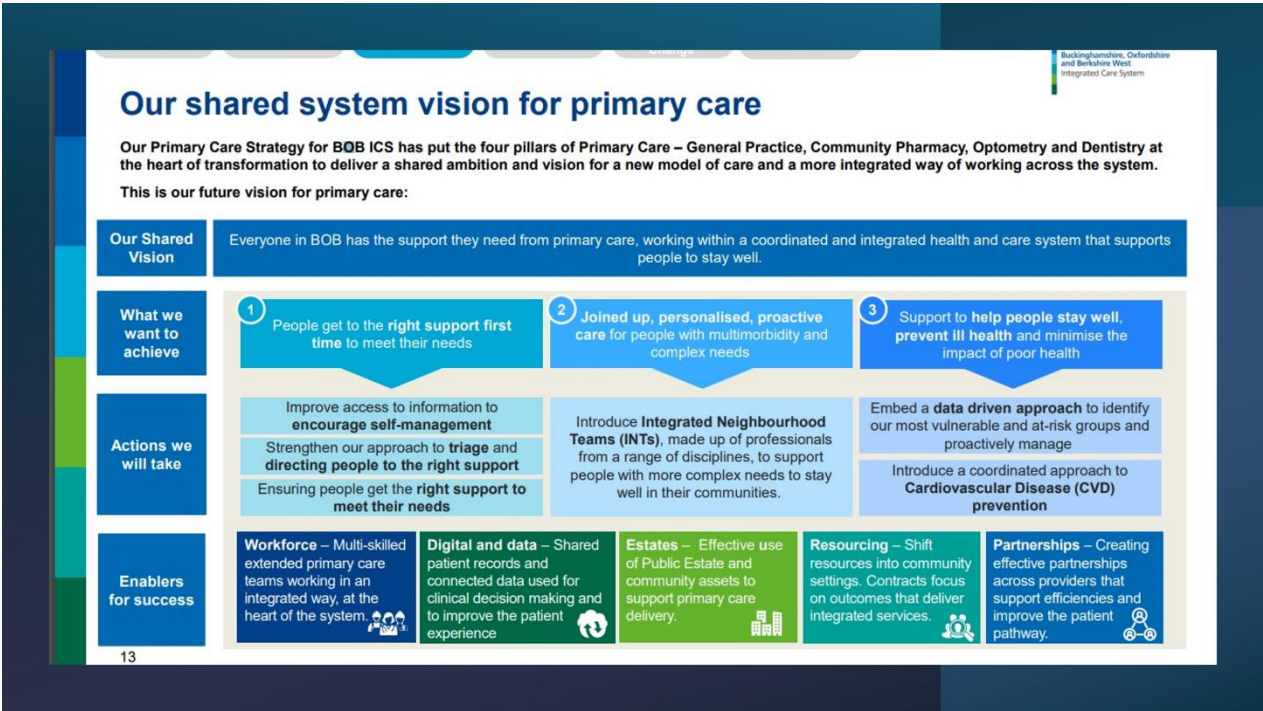 Change
Buckinghamshire, Oxfordshire
and Berkshire West
Integrated Care System
Our shared system vision for primary care
Our Primary Care Strategy for BOB ICS has put the four pillars of Primary Care – General Practice, Community Pharmacy, Optometry and Dentistry at
the heart of transformation to deliver a shared ambition and vision for a new model of care and a more integrated way of working across the system.
This is our future vision for primary care:
Our Shared
Vision
Everyone in BOB has the support they need from primary care, working within a coordinated and integrated health and care system that supports
people to stay well.
What we
want to
achieve
1
People get to the right support first
time to meet their needs
2
Joined up, personalised, proactive
care for people with multimorbidity and
complex needs
3
Support to help people stay well,
prevent ill health and minimise the
impact of poor health
Actions we
will take
Improve access to information to
encourage self-management
Strengthen our approach to triage and
directing people to the right support
Ensuring people get the right support to
meet their needs
Introduce Integrated Neighbourhood
Teams (INTs), made up of professionals
from a range of disciplines, to support
people with more complex needs to stay
well in their communities.
Embed a data driven approach to identify
our most vulnerable and at-risk groups and
proactively manage
Introduce a coordinated approach to
Cardiovascular Disease (CVD)
prevention
Enablers
for success
Workforce – Multi-skilled
extended primary care
teams working in an
integrated way, at the
heart of the system.
Digital and data – Shared
patient records and
connected data used for
clinical decision making and
to improve the patient
experience
Estates – Effective use
of Public Estate and
community assets to
support primary care
delivery.
Resourcing – Shift
resources into community
settings. Contracts focus
on outcomes that deliver
integrated services.
Partnerships – Creating
effective partnerships
across providers that
support efficiencies and
improve the patient
pathway.
13